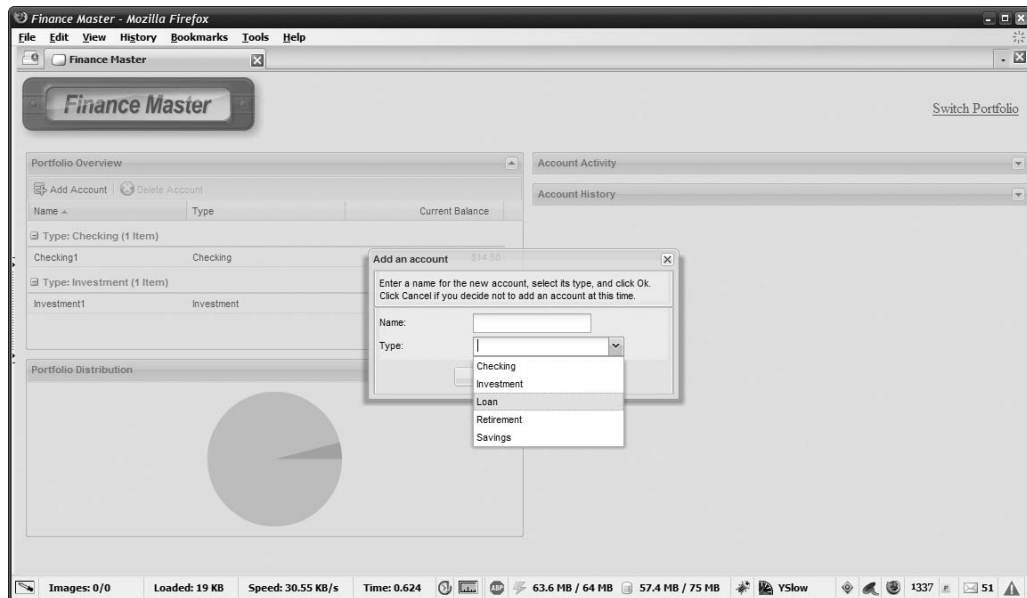 Finance Master - Mozilla Firefox
File Edit View History Bookmarks Tools Help
Finance Master
Finance Master
Switch Portfolio
Portfolio Overview
Add Account Delete Account
Name Type Current Balance
Type: Checking (1 Item)
Checking1 Checking $14.50
Type: Investment (1 Item)
Investment1 Investment
Portfolio Distribution
Account Activity
Account History
Add an account
Enter a name for the new account, select its type, and click Ok.
Click Cancel if you decide not to add an account at this time.
Name:
Type:
Checking
Investment
Loan
Retirement
Savings
Images: 0/0 Loaded: 19 KB Speed: 30.55 KB/s Time: 0.624 ABP 63.6 MB / 64 MB 57.4 MB / 75 MB YSlow 1337 51